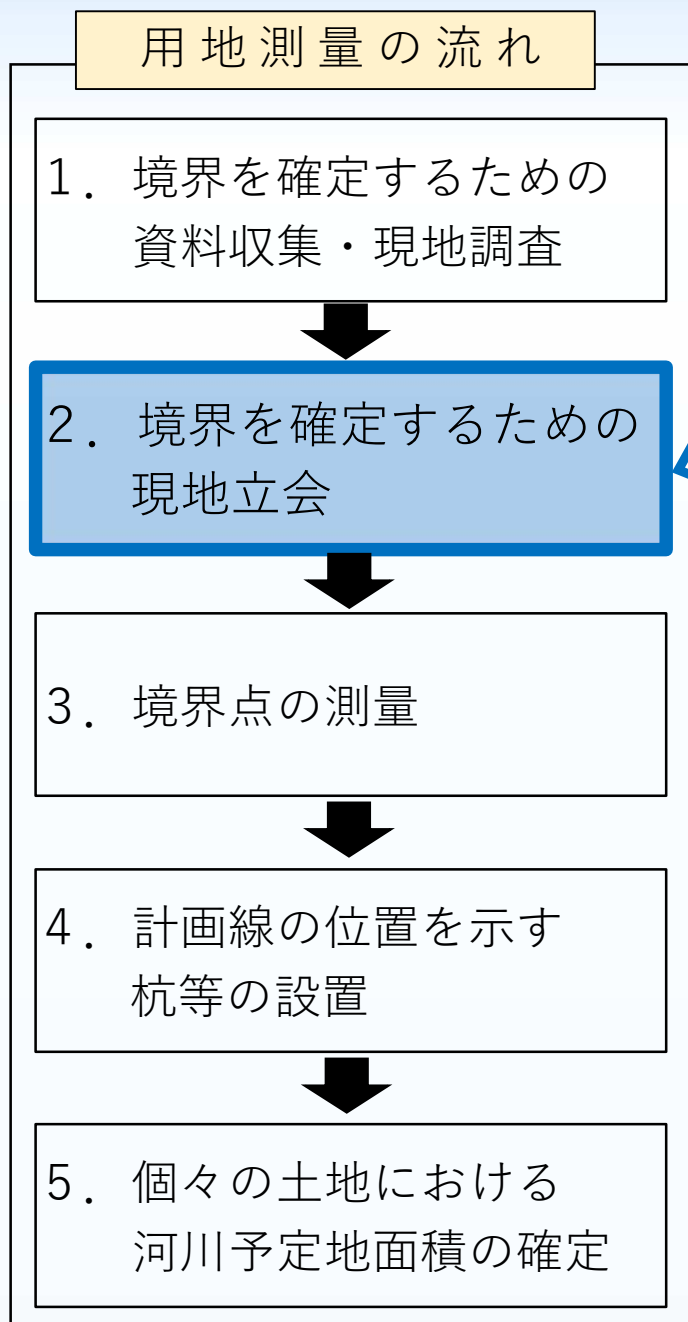 用地測量の流れ
1．境界を確定するための
資料収集・現地調査
2．境界を確定するための
現地立会
3．境界点の測量
4．計画線の位置を示す
杭等の設置
5．個々の土地における
河川予定地面積の確定